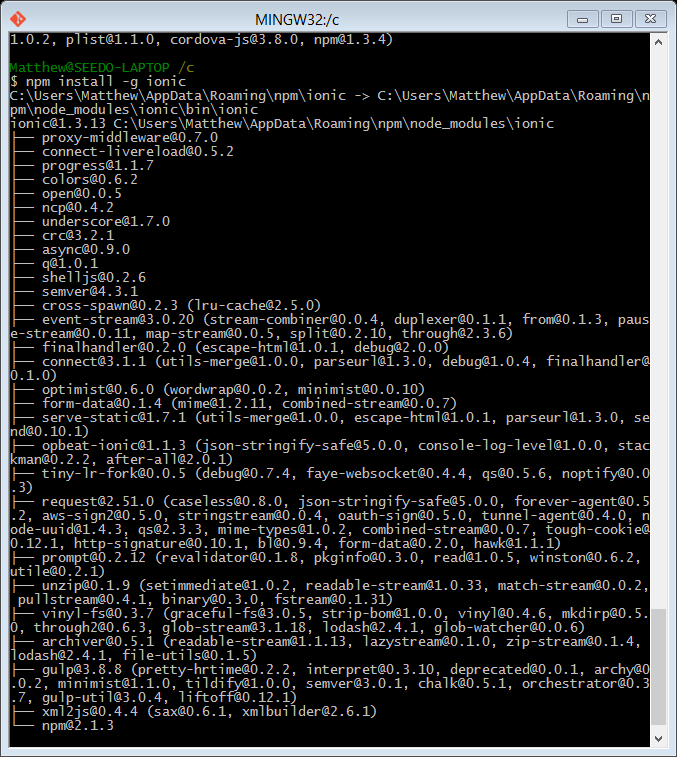 MINGW32:/c
1.0.2, plist@1.1.0, cordova-js@3.8.0, npm@1.3.4)
Matthew@SEEDO-LAPTOP /c
$ npm install -g ionic
C:\Users\Matthew\AppData\Roaming\npm\ionic -> C:\Users\Matthew\AppData\Roaming\n
pm\node_modules\ionic\bin\ionic
ionic@1.3.13 C:\Users\Matthew\AppData\Roaming\npm\node_modules\ionic
├── proxy-middleware@0.7.0
├── connect-livereload@0.5.2
├── progress@1.1.7
├── colors@0.6.2
├── open@0.0.5
├── ncp@0.4.2
├── underscore@1.7.0
├── crc@3.2.1
├── async@0.9.0
├── q@1.0.1
├── shelljs@0.2.6
├── semver@4.3.1
├── cross-spawn@0.2.3 (lru-cache@2.5.0)
├── event-stream@3.0.20 (stream-combiner@0.0.4, duplexer@0.1.1, from@0.1.3, paus
e-stream@0.0.11, map-stream@0.0.5, split@0.2.10, through@2.3.6)
├── finalhandler@0.2.0 (escape-html@1.0.1, debug@2.0.0)
├── connect@3.1.1 (utils-merge@1.0.0, parseurl@1.3.0, debug@1.0.4, finalhandler@
0.1.0)
├── optimist@0.6.0 (wordwrap@0.0.2, minimist@0.0.10)
├── form-data@0.1.4 (mime@1.2.11, combined-stream@0.0.7)
├── serve-static@1.7.1 (utils-merge@1.0.0, escape-html@1.0.1, parseurl@1.3.0, se
nd@0.10.1)
├── opbeat-ionic@1.1.3 (json-stringify-safe@5.0.0, console-log-level@1.0.0, stac
kman@0.2.2, after-all@2.0.1)
├── tiny-lr-fork@0.0.5 (debug@0.7.4, faye-websocket@0.4.4, qs@0.5.6, noptify@0.0
.3)
├── request@2.51.0 (caseless@0.8.0, json-stringify-safe@5.0.0, forever-agent@0.5
.2, aws-sign2@0.5.0, stringstream@0.0.4, oauth-sign@0.5.0, tunnel-agent@0.4.0, n
ode-uuid@1.4.3, qs@2.3.3, mime-types@1.0.2, combined-stream@0.0.7, tough-cookie@
0.12.1, http-signature@0.10.1, bl@0.9.4, form-data@0.2.0, hawk@1.1.1)
├── prompt@0.2.12 (revalidator@0.1.8, pkginfo@0.3.0, read@1.0.5, winston@0.6.2,
utile@0.2.1)
├── unzip@0.1.9 (setimmediate@1.0.2, readable-stream@1.0.33, match-stream@0.0.2,
 pullstream@0.4.1, binary@0.3.0, fstream@0.1.31)
├── vinyl-fs@0.3.7 (graceful-fs@3.0.5, strip-bom@1.0.0, vinyl@0.4.6, mkdirp@0.5.
0, through2@0.6.3, glob-stream@3.1.18, lodash@2.4.1, glob-watcher@0.0.6)
├── archiver@0.5.1 (readable-stream@1.1.13, lazystream@0.1.0, zip-stream@0.1.4,
lodash@2.4.1, file-utils@0.1.5)
├── gulp@3.8.8 (pretty-hrtime@0.2.2, interpret@0.3.10, deprecated@0.0.1, archy@0
.0.2, minimist@1.1.0, tildify@1.0.0, semver@3.0.1, chalk@0.5.1, orchestrator@0.3
.7, gulp-util@3.0.4, liftoff@0.12.1)
├── xml2js@0.4.4 (sax@0.6.1, xmlbuilder@2.6.1)
└── npm@2.1.3